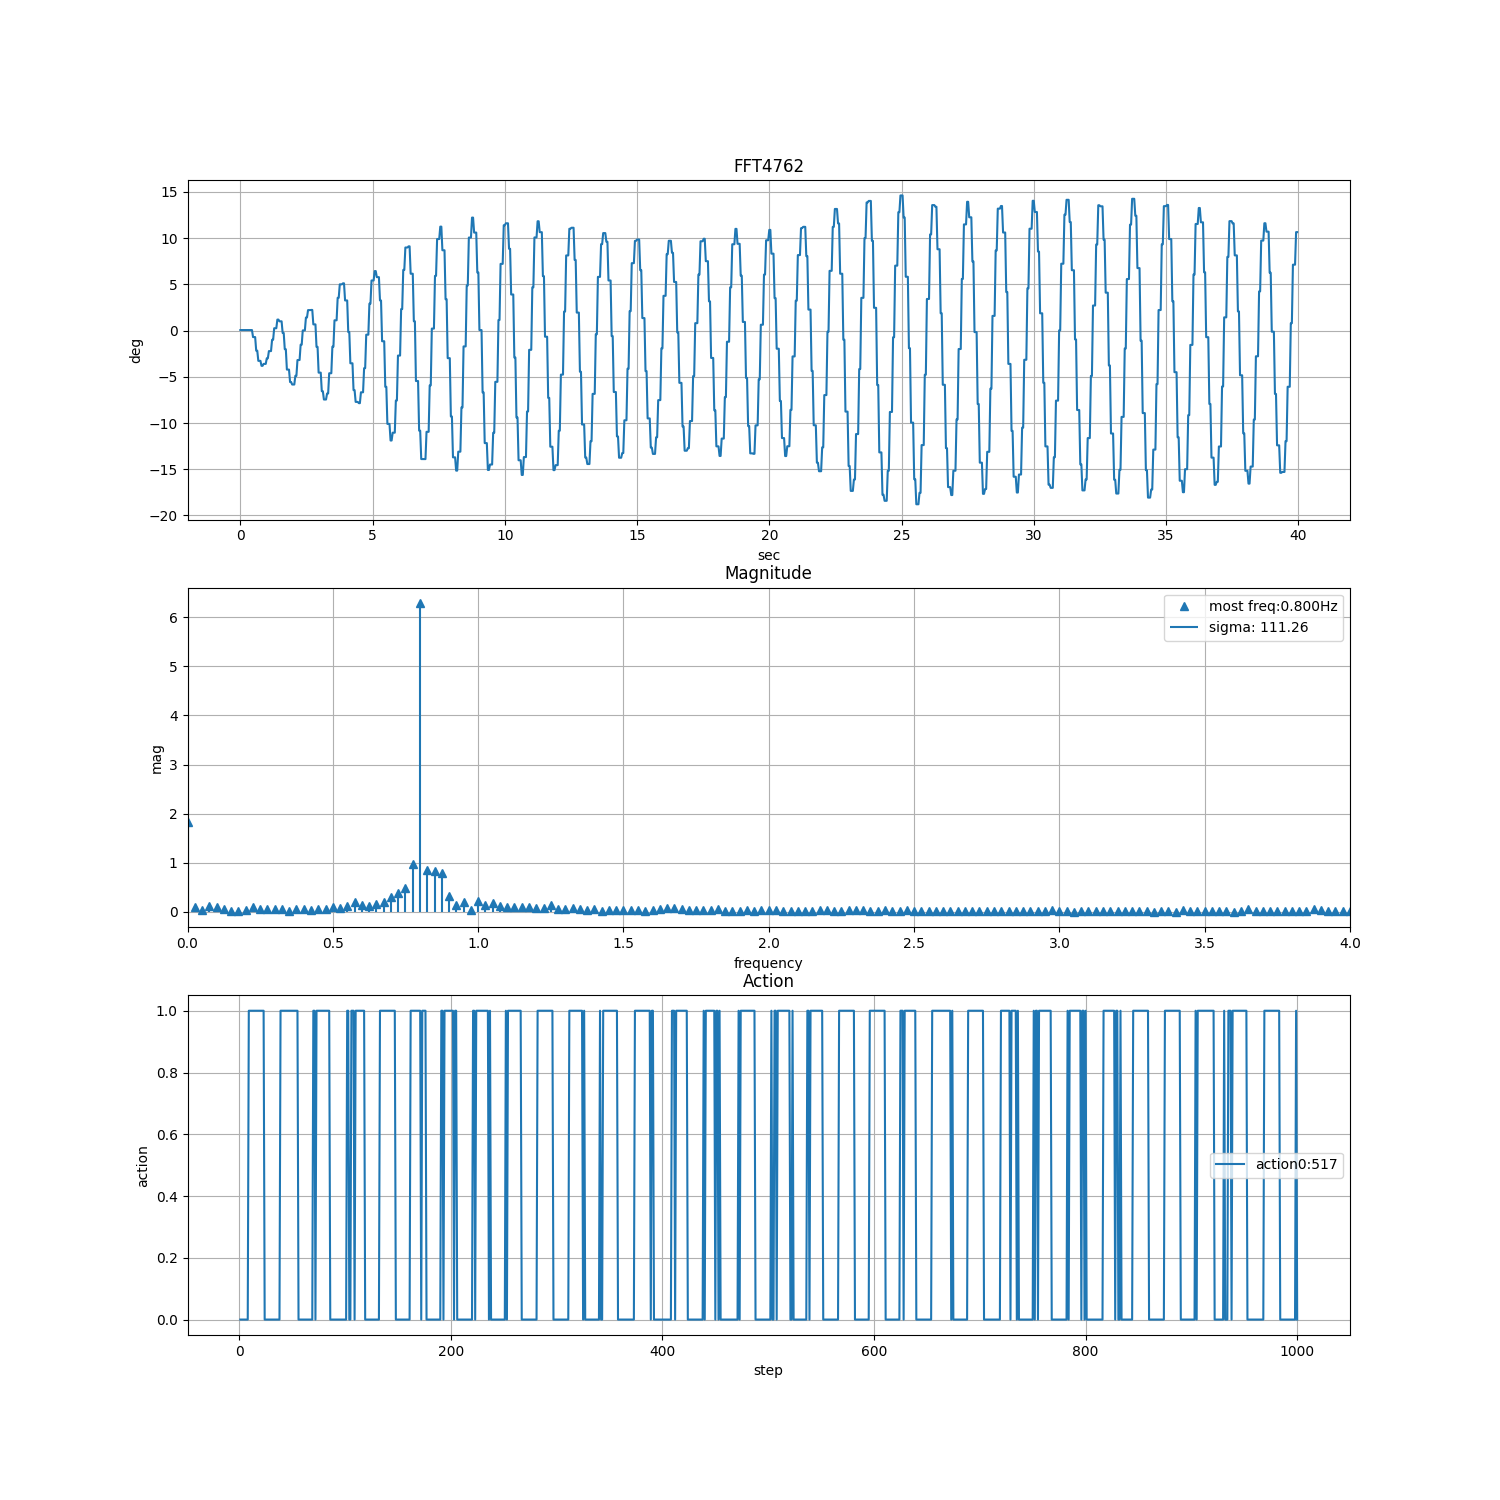 FFT4762
15
10
5
0
−5
−10
−15
−20
deg
0 5 10 15 20 25 30 35 40
sec
Magnitude
most freq:0.800Hz
sigma: 111.26
6
5
4
3
2
1
0
mag
0.0 0.5 1.0 1.5 2.0 2.5 3.0 3.5 4.0
frequency
Action
1.0
0.8
0.6
0.4
0.2
0.0
action
action0:517
0 200 400 600 800 1000
step